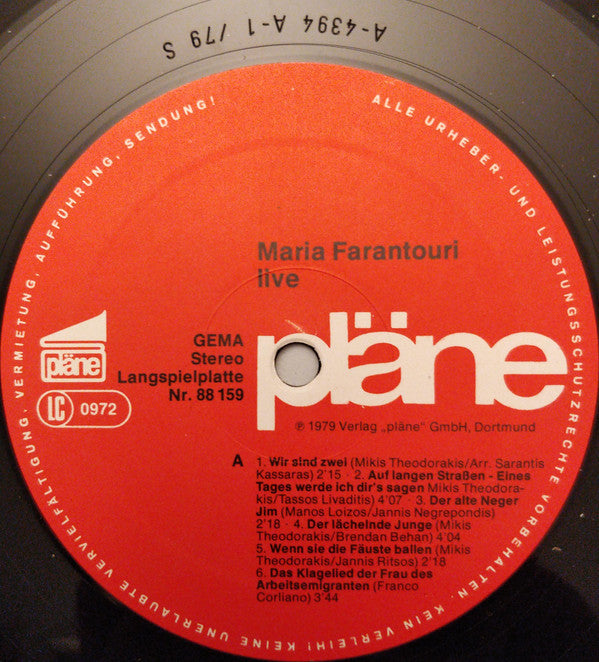 A-4394 A-1 /79 S
ALLE URHEBER- UND LEISTUNGSSCHUTZRECHTE VORBEHALTEN. KEIN VERLEIH! KEINE UNERLAUBTE VERVIELFÄLTIGUNG, VERMIETUNG, AUFFÜHRUNG, SENDUNG!
Maria Farantouri
live
pläne
GEMA
Stereo
Langspielplatte
Nr. 88 159
pläne
LC 0972
℗ 1979 Verlag „pläne" GmbH, Dortmund
A
1. Wir sind zwei (Mikis Theodorakis/Arr. Sarantis
Kassaras) 2'15 · 2. Auf langen Straßen - Eines
Tages werde ich dir's sagen Mikis Theodora-
kis/Tassos Livaditis) 4'07 · 3. Der alte Neger
Jim (Manos Loizos/Jannis Negrepondis)
2'18 · 4. Der lächelnde Junge (Mikis
Theodorakis/Brendan Behan) 4'04
5. Wenn sie die Fäuste ballen (Mikis
Theodorakis/Jannis Ritsos) 2'18
6. Das Klagelied der Frau des
Arbeitsemigranten (Franco
Corliano) 3'44